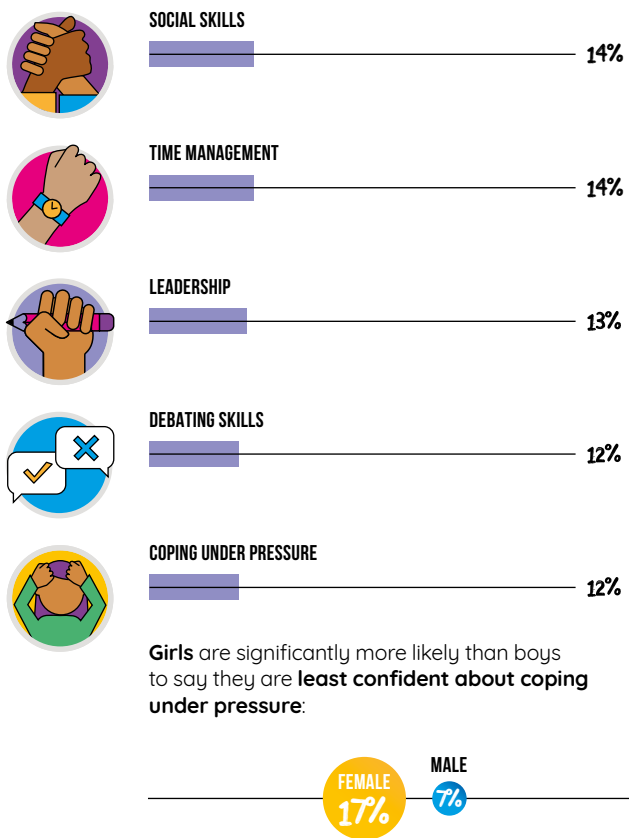 SOCIAL SKILLS
14%
TIME MANAGEMENT
14%
LEADERSHIP
13%
DEBATING SKILLS
12%
COPING UNDER PRESSURE
12%
Girls are significantly more likely than boys
to say they are least confident about coping
under pressure:
MALE
FEMALE
7%
17%